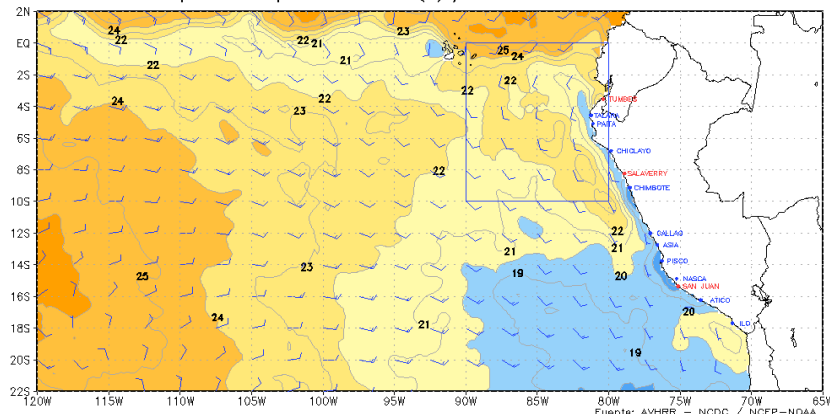 2N
EQ
2S
4S
6S
8S
10S
12S
14S
16S
18S
20S
22S
24
22
22
24
22
21
21
23
25
24
22
22
22
23
22
22
21
21
20
19
23
25
24
21
20
19
TUMBES
TALARA
PAITA
CHICLAYO
SALAVERRY
CHIMBOTE
CALLAO
ASIA
PISCO
NASCA
SAN JUAN
ATICO
ILO
120W 115W 110W 105W 100W 95W 90W 85W 80W 75W 70W 65W
Fuente: AVHRR – NCDC / NCEP–NOAA